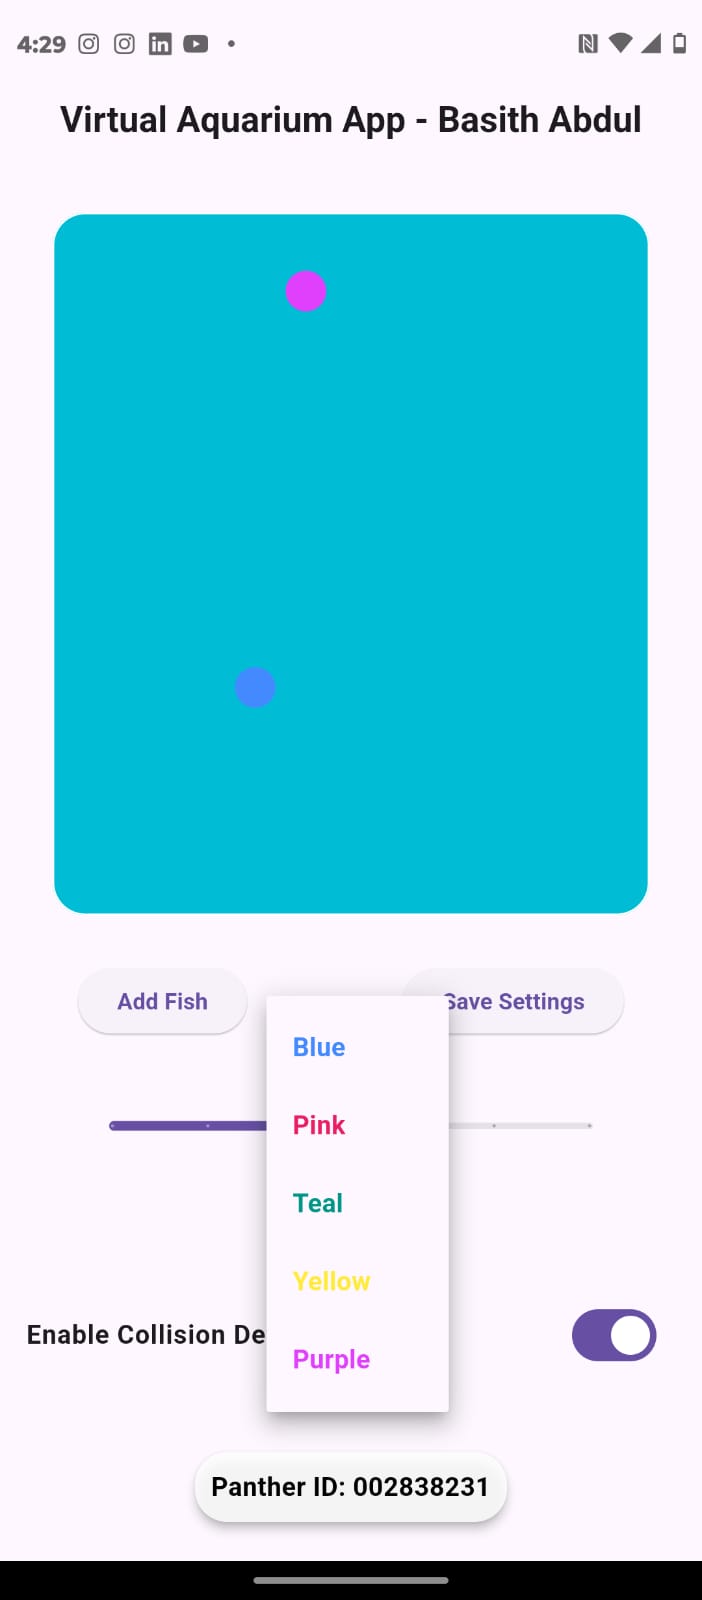 4:29
Virtual Aquarium App - Basith Abdul
Add Fish
Save Settings
Blue
Pink
Teal
Yellow
Enable Collision De
Purple
Panther ID: 002838231